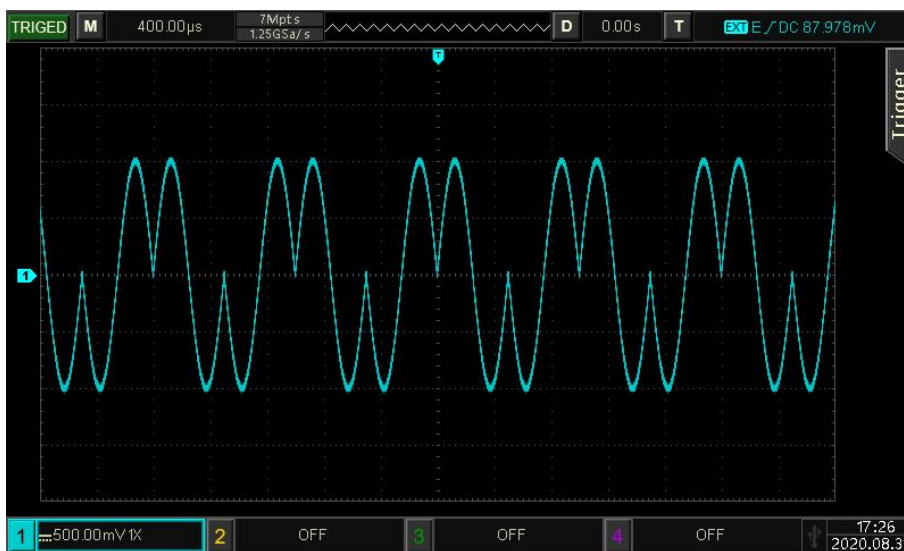 TRIGED M 400.00µs 7Mpts D 0.00s T EXT E DC 87.978mV
1.25GSa/s
T
Trigger
1
1 500.00mV 1X 2 OFF 3 OFF 4 OFF 17:26
2020.08.3